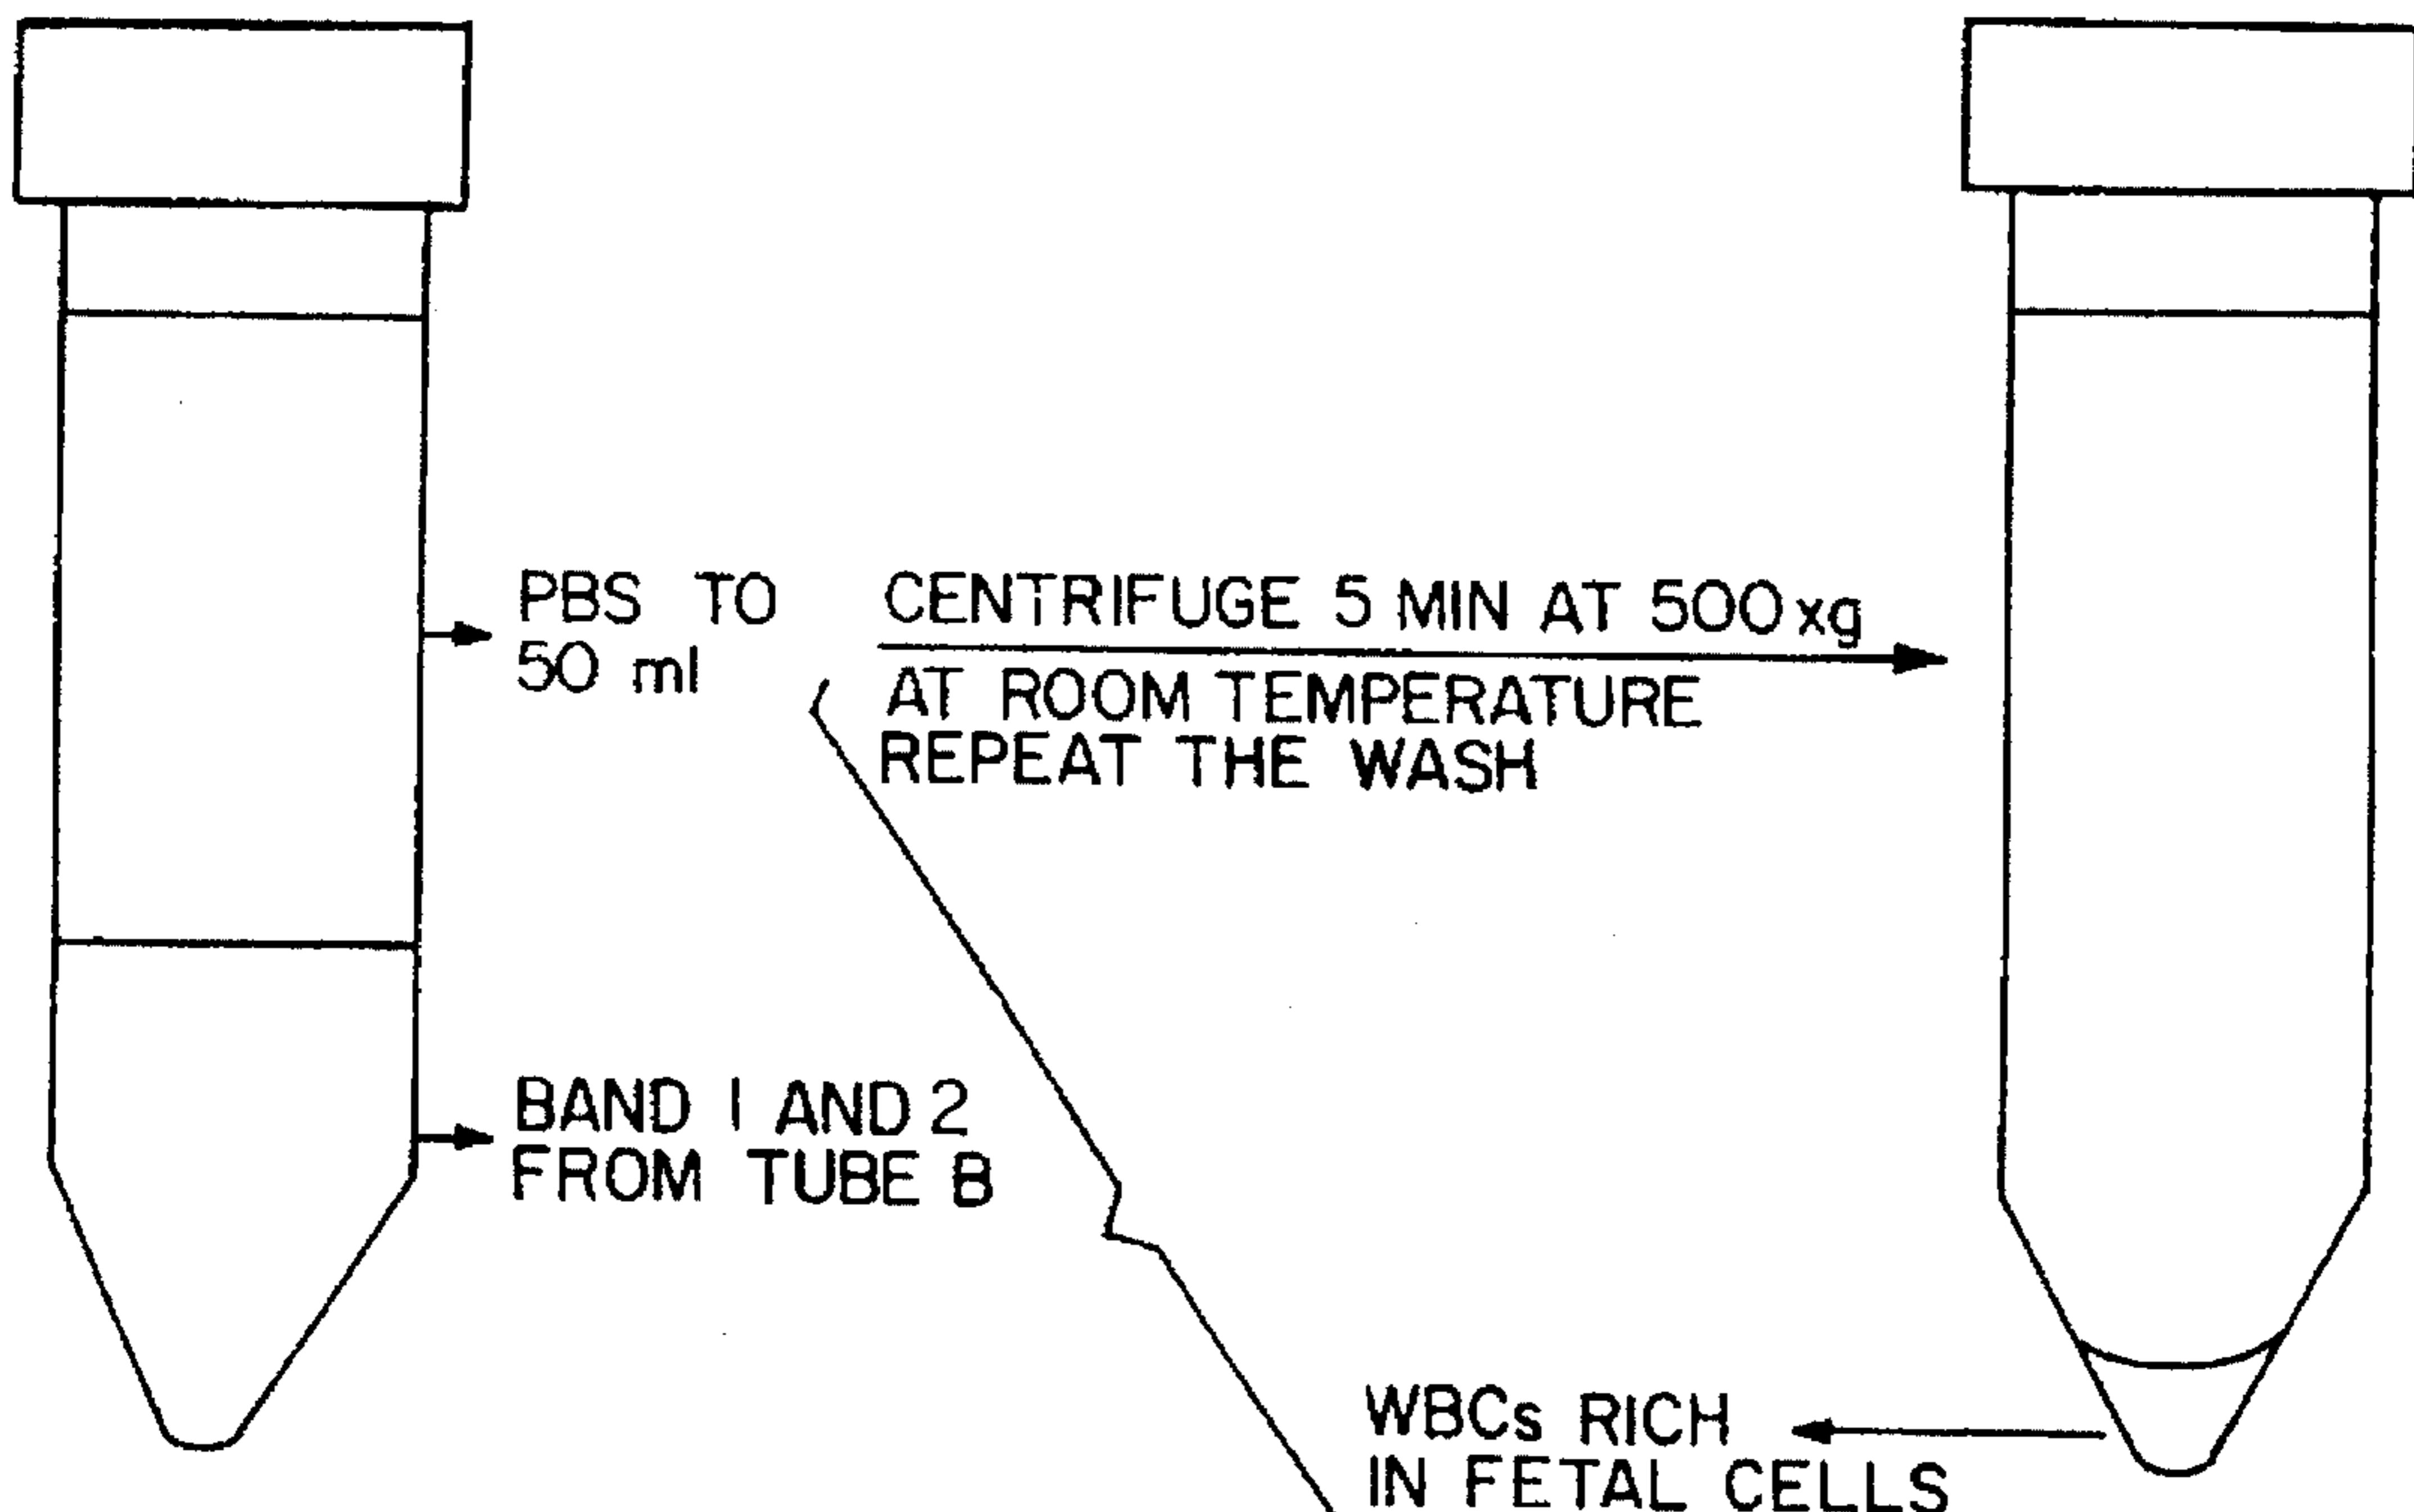 PBS TO
50 ml
CENTRIFUGE 5 MIN AT 500xg
AT ROOM TEMPERATURE
REPEAT THE WASH
BAND 1 AND 2
FROM TUBE B
WBCs RICH
IN FETAL CELLS